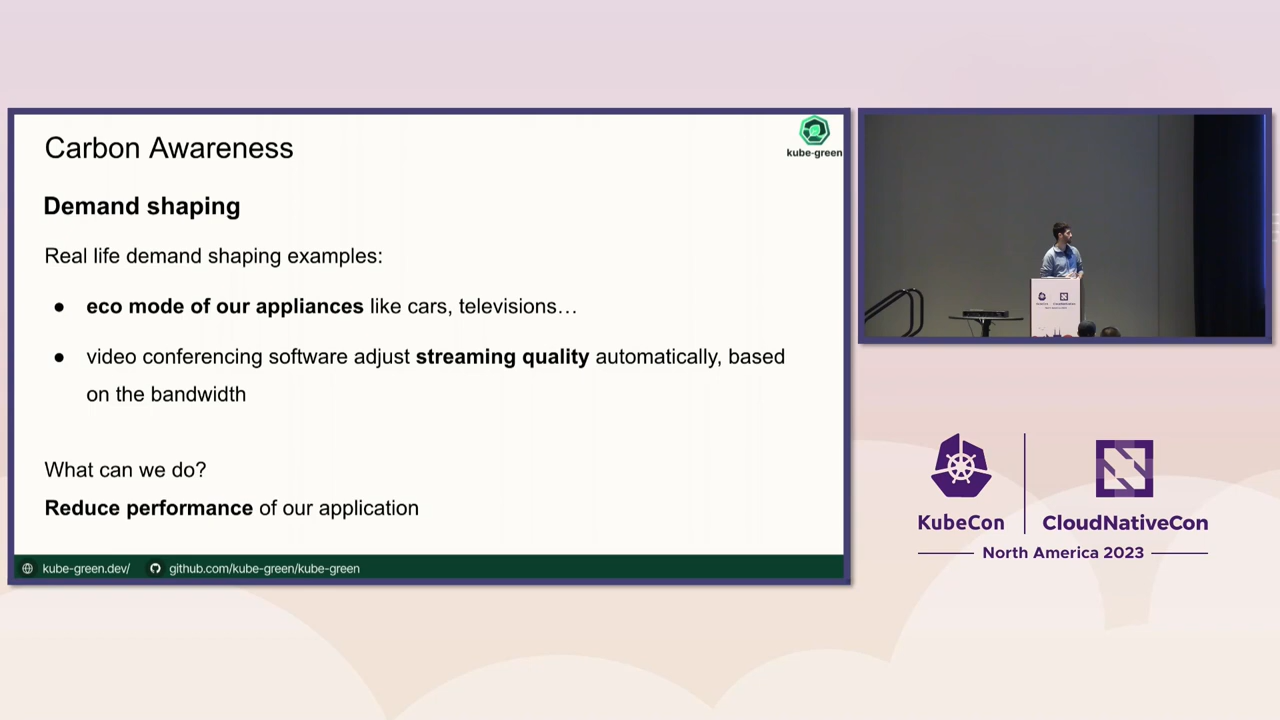 Carbon Awareness
kube-green
Demand shaping
Real life demand shaping examples:
● eco mode of our appliances like cars, televisions…
● video conferencing software adjust streaming quality automatically, based
on the bandwidth
What can we do?
Reduce performance of our application
kube-green.dev/ github.com/kube-green/kube-green
KubeCon CloudNativeCon
North America 2023